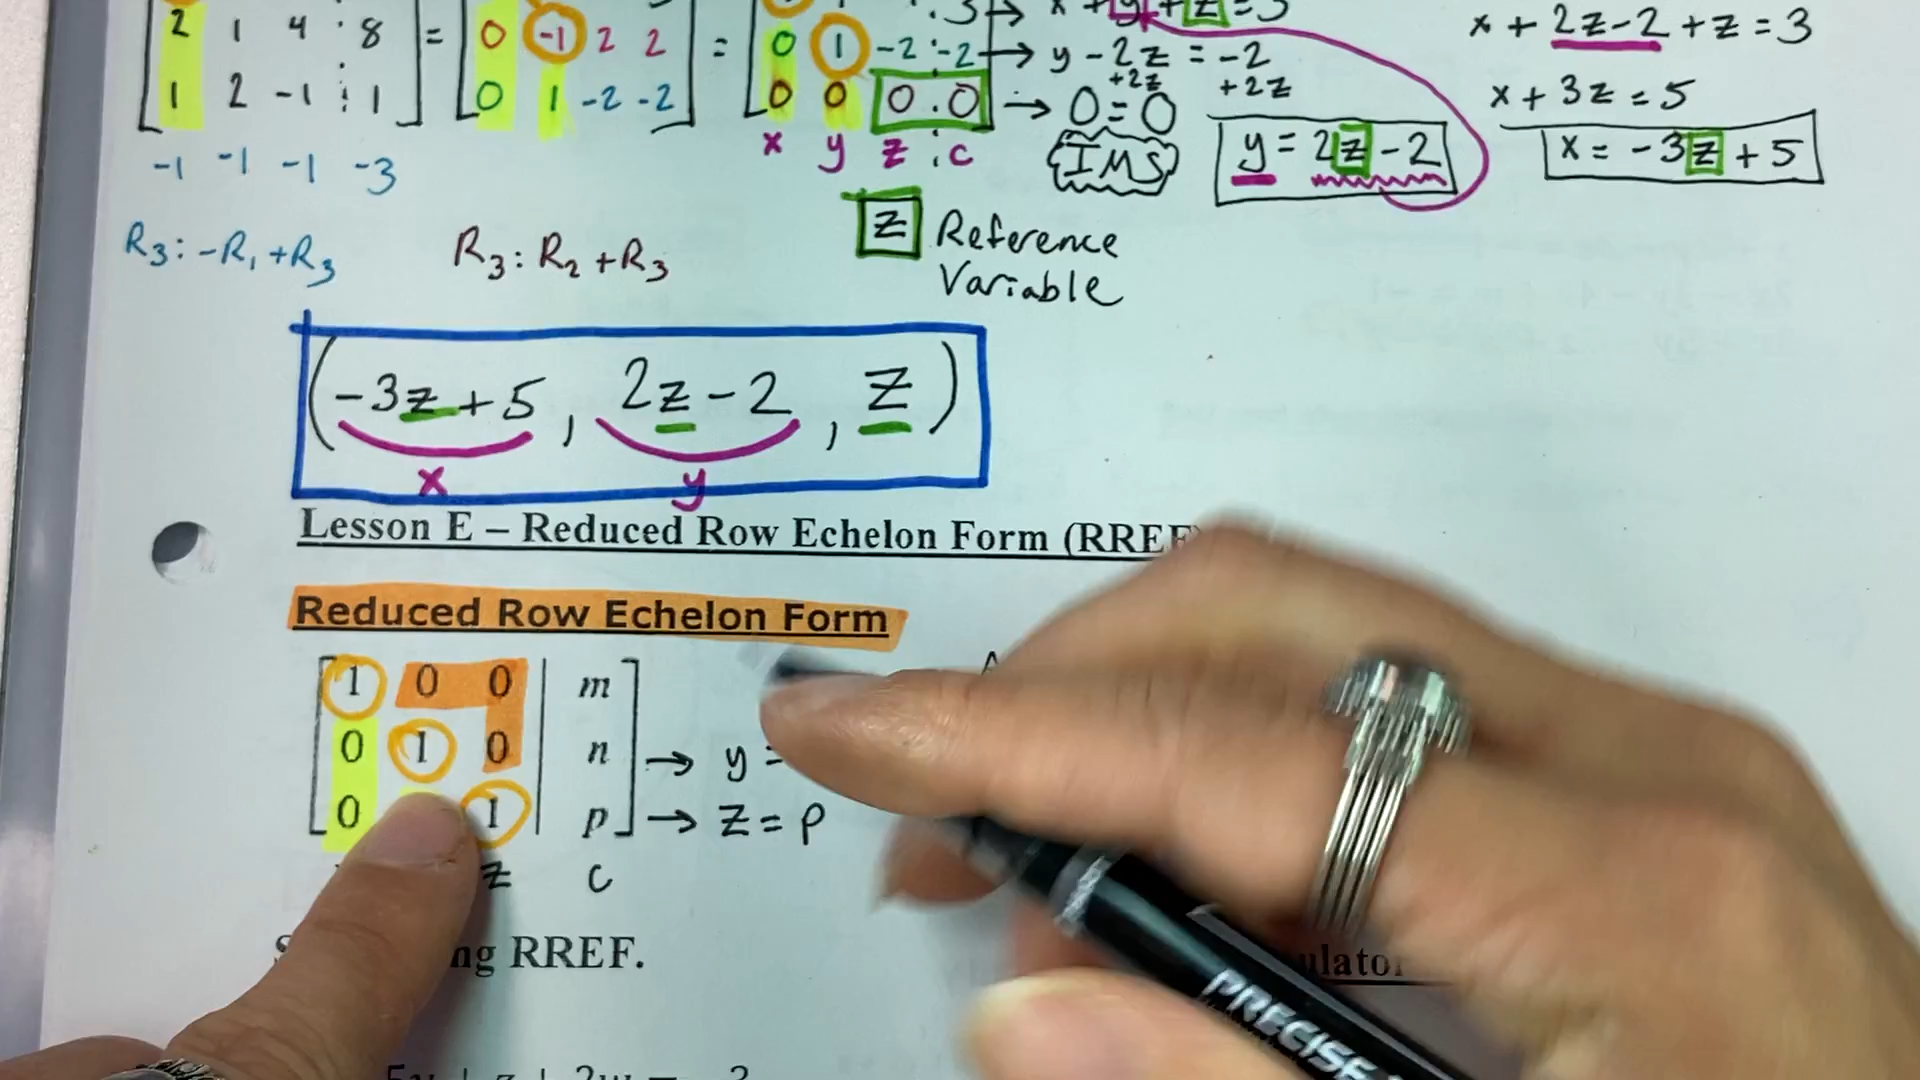 2 1 4 : 8 = 0 -1 2 2 = 0 1 -2 : -2 → y - 2z = -2
1 2 -1 : 1 0 1 -2 -2 0 0 0 . 0 → 0 = 0
+2z +2z
x y z : c
IMS
y = 2z - 2
x + 2z - 2 + z = 3
x + 3z = 5
x = -3z + 5
-1 -1 -1 -3
R3: -R1 + R3
R3: R2 + R3
z Reference
Variable
(-3z + 5, 2z - 2, z)
x y
Lesson E – Reduced Row Echelon Form (RREF
Reduced Row Echelon Form
1 0 0 | m
0 1 0 | n → y =
0 1 | p → z = p
z c
RREF.
5y + z + 2w = 3
PRECISE